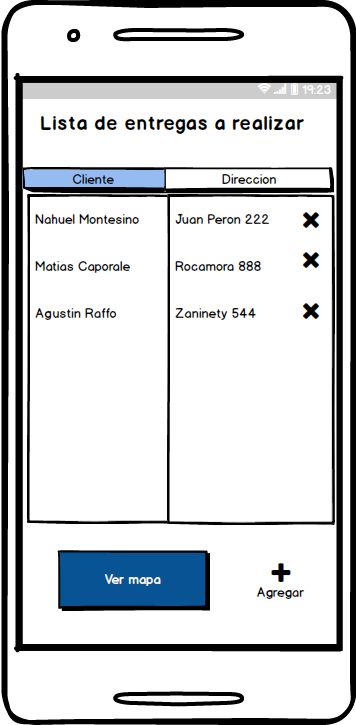 19:23
Lista de entregas a realizar
Cliente Direccion
Nahuel Montesino Juan Peron 222
Matias Caporale Rocamora 888
Agustin Raffo Zaninety 544
Ver mapa
Agregar